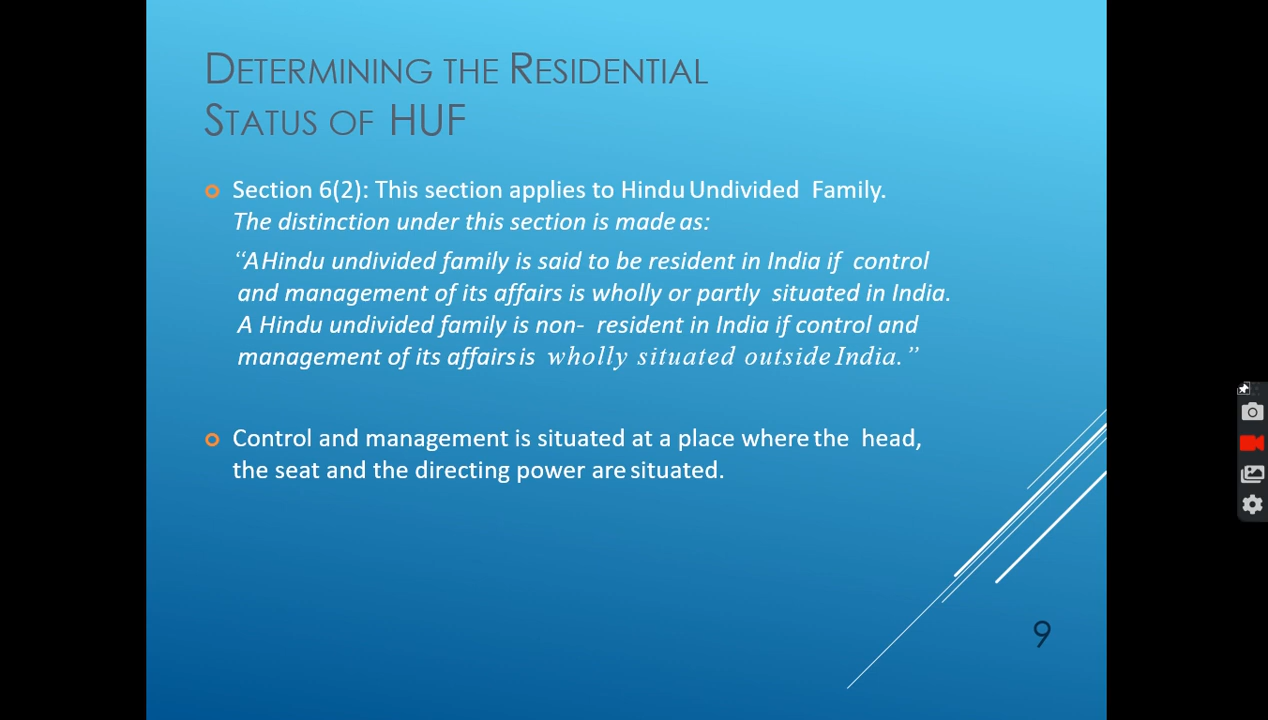 DETERMINING THE RESIDENTIAL
STATUS OF HUF
Section 6(2): This section applies to Hindu Undivided Family.
The distinction under this section is made as:
“A Hindu undivided family is said to be resident in India if control
and management of its affairs is wholly or partly situated in India.
A Hindu undivided family is non- resident in India if control and
management of its affairs is wholly situated outside India.”
Control and management is situated at a place where the head,
the seat and the directing power are situated.
9